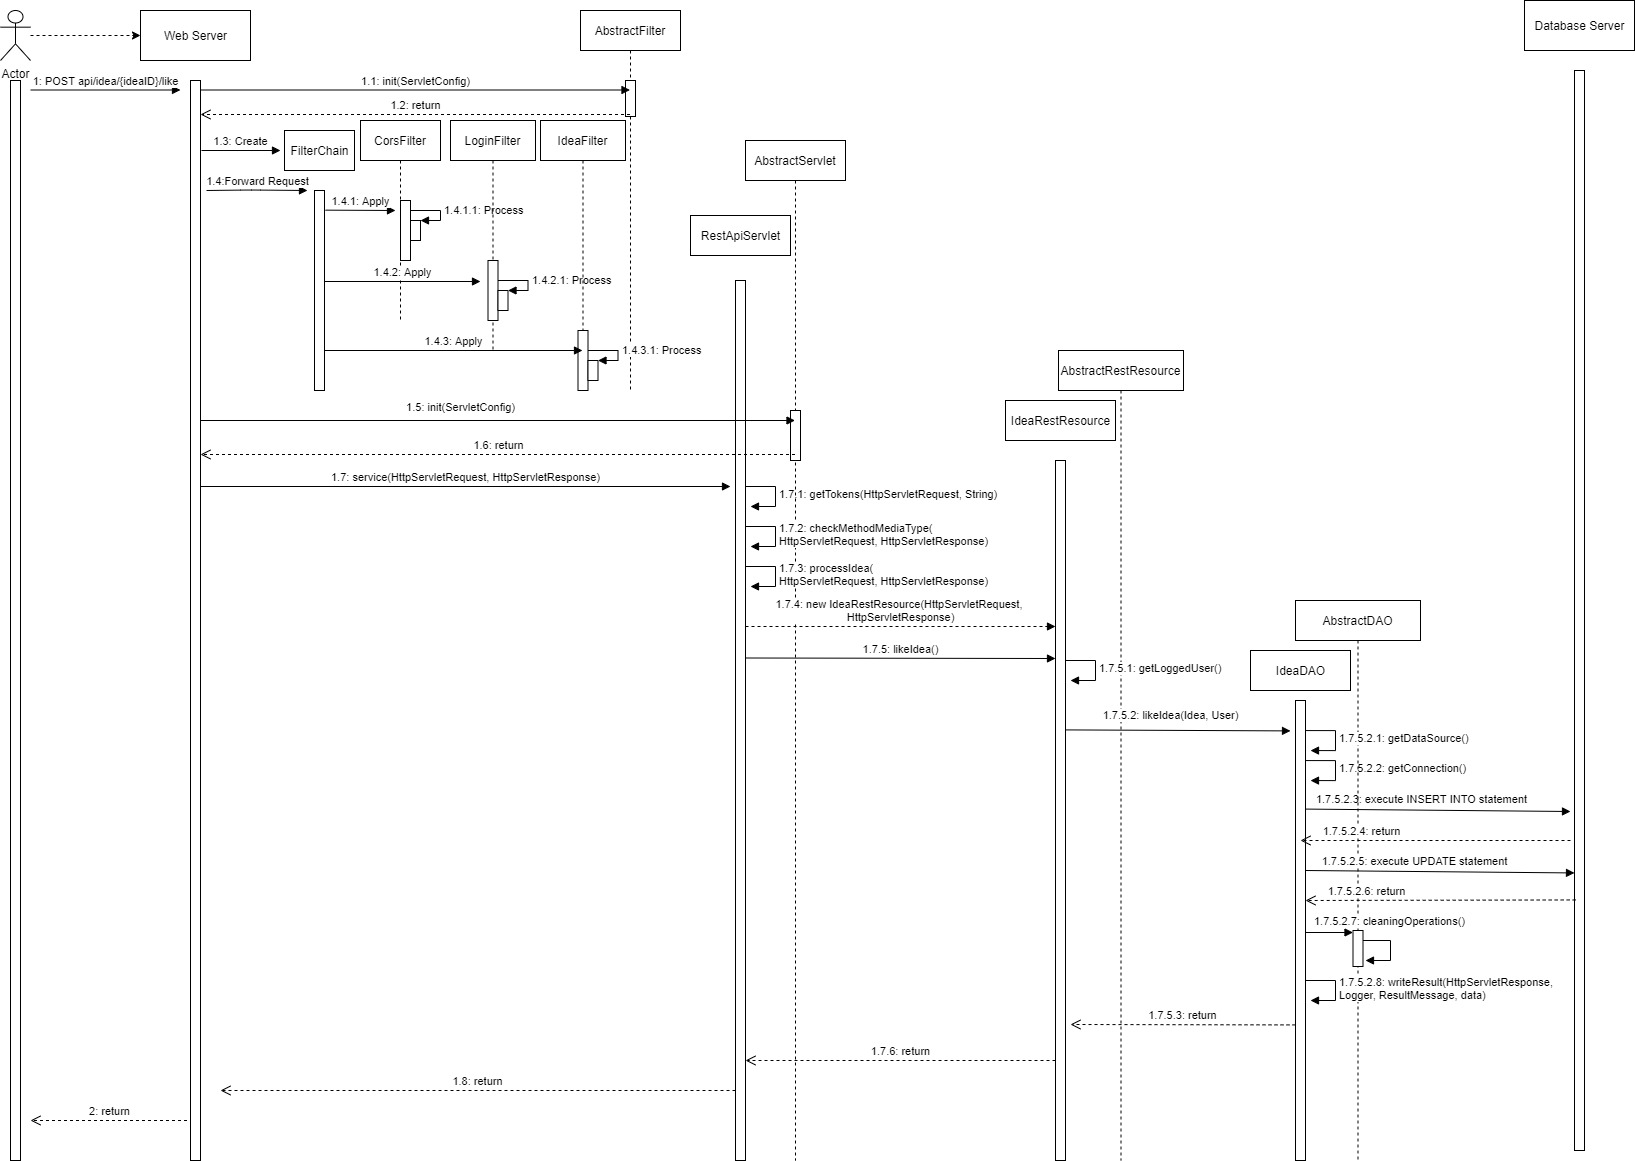 Web Server
AbstractFilter
Database Server
Actor
1: POST api/idea/{ideaID}/like
1.1: init(ServletConfig)
1.2: return
1.3: Create
FilterChain
CorsFilter
LoginFilter
IdeaFilter
AbstractServlet
1.4:Forward Request
1.4.1: Apply
1.4.1.1: Process
RestApiServlet
1.4.2: Apply
1.4.2.1: Process
1.4.3: Apply
1.4.3.1: Process
AbstractRestResource
1.5: init(ServletConfig)
IdeaRestResource
1.6: return
1.7: service(HttpServletRequest, HttpServletResponse)
1.7.1: getTokens(HttpServletRequest, String)
1.7.2: checkMethodMediaType(
HttpServletRequest, HttpServletResponse)
1.7.3: processIdea(
HttpServletRequest, HttpServletResponse)
1.7.4: new IdeaRestResource(HttpServletRequest,
HttpServletResponse)
AbstractDAO
1.7.5: likeIdea()
1.7.5.1: getLoggedUser()
IdeaDAO
1.7.5.2: likeIdea(Idea, User)
1.7.5.2.1: getDataSource()
1.7.5.2.2: getConnection()
1.7.5.2.3: execute INSERT INTO statement
1.7.5.2.4: return
1.7.5.2.5: execute UPDATE statement
1.7.5.2.6: return
1.7.5.2.7: cleaningOperations()
1.7.5.2.8: writeResult(HttpServletResponse,
Logger, ResultMessage, data)
1.7.5.3: return
1.7.6: return
1.8: return
2: return